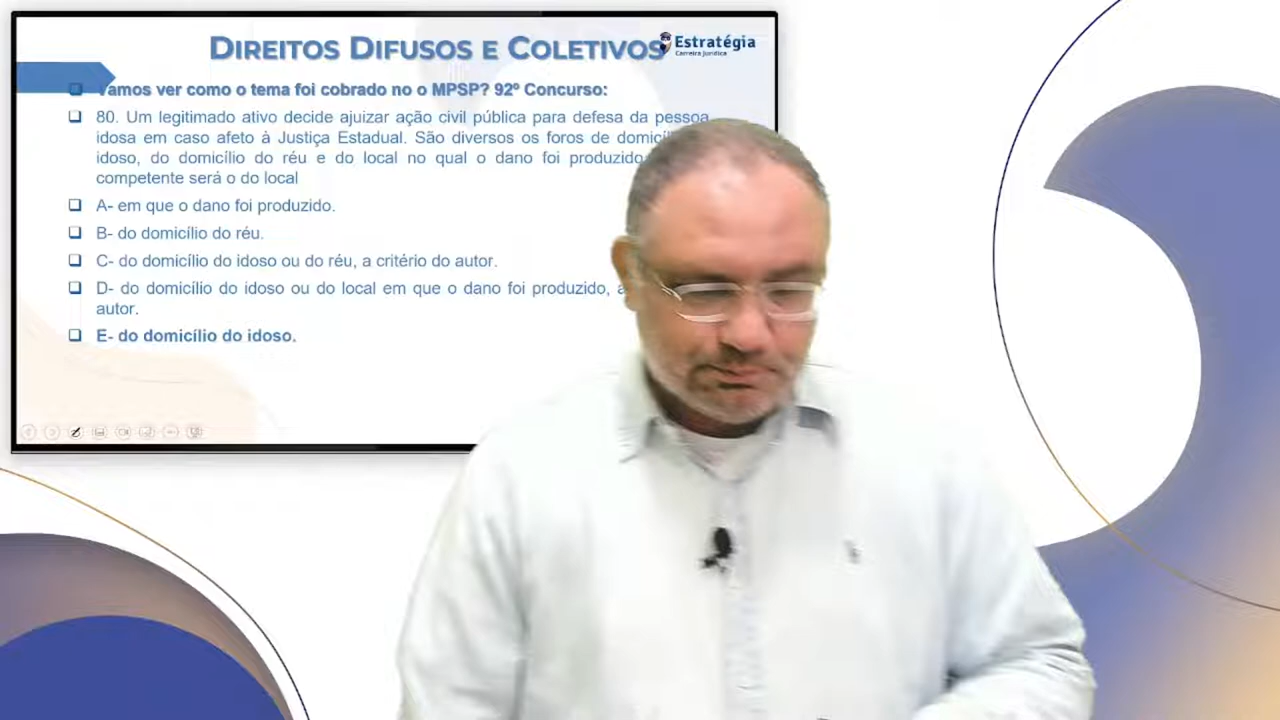 DIREITOS DIFUSOS E COLETIVOS
Estratégia
Carreira Jurídica
Vamos ver como o tema foi cobrado no o MPSP? 92º Concurso:
80. Um legitimado ativo decide ajuizar ação civil pública para defesa da pessoa
idosa em caso afeto à Justiça Estadual. São diversos os foros de
idoso, do domicílio do réu e do local no qual o dano foi produzido
competente será o do local
A- em que o dano foi produzido.
B- do domicílio do réu.
C- do domicílio do idoso ou do réu, a critério do autor.
D- do domicílio do idoso ou do local em que o dano foi produzido, a
autor.
E- do domicílio do idoso.